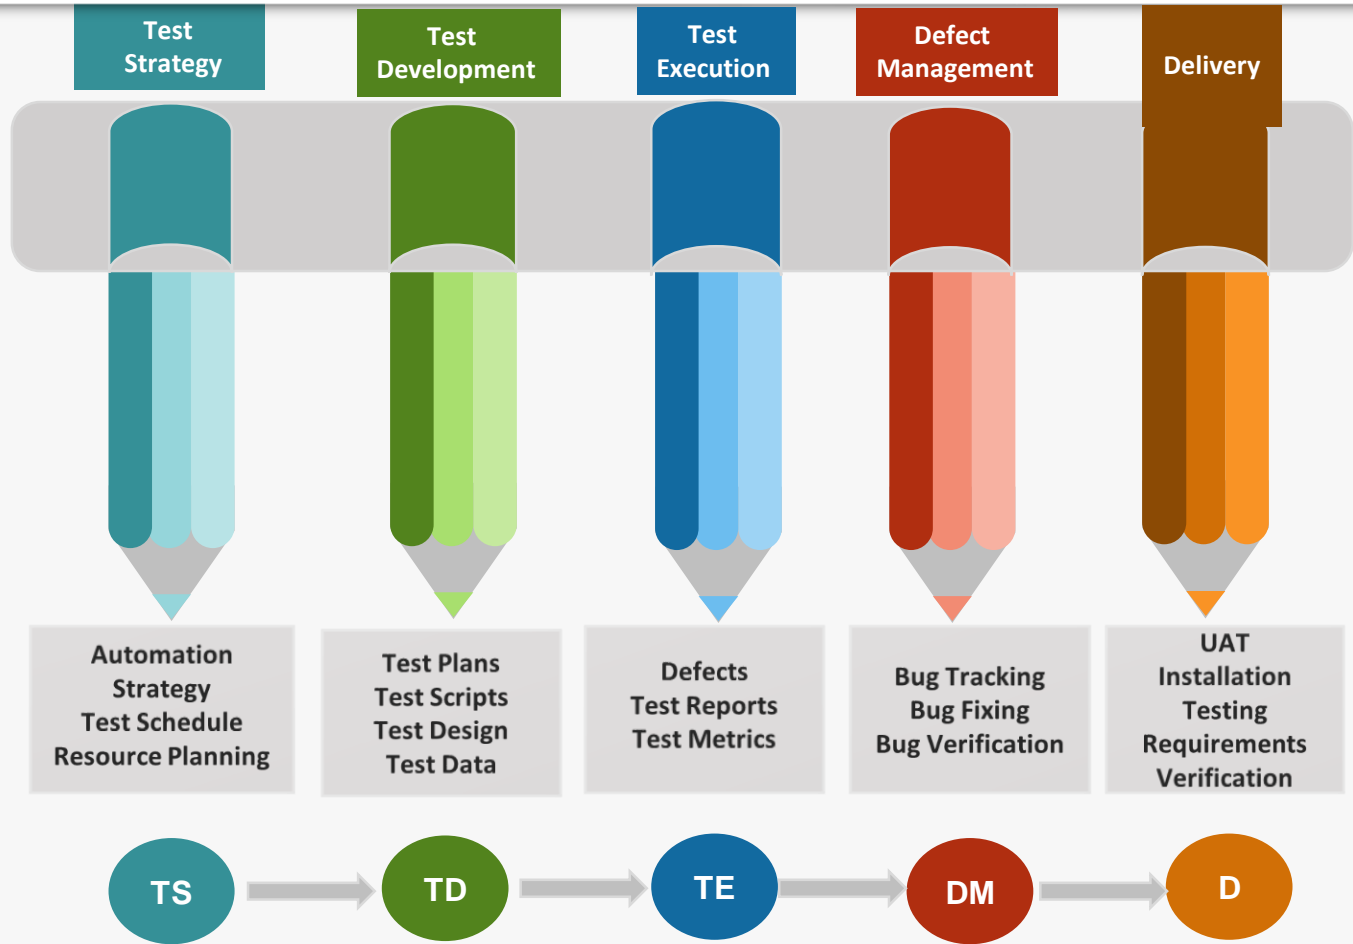 Test
Strategy
Test
Development
Test
Execution
Defect
Management
Delivery
Automation
Strategy
Test Schedule
Resource Planning
Test Plans
Test Scripts
Test Design
Test Data
Defects
Test Reports
Test Metrics
Bug Tracking
Bug Fixing
Bug Verification
UAT
Installation
Testing
Requirements
Verification
TS
TD
TE
DM
D